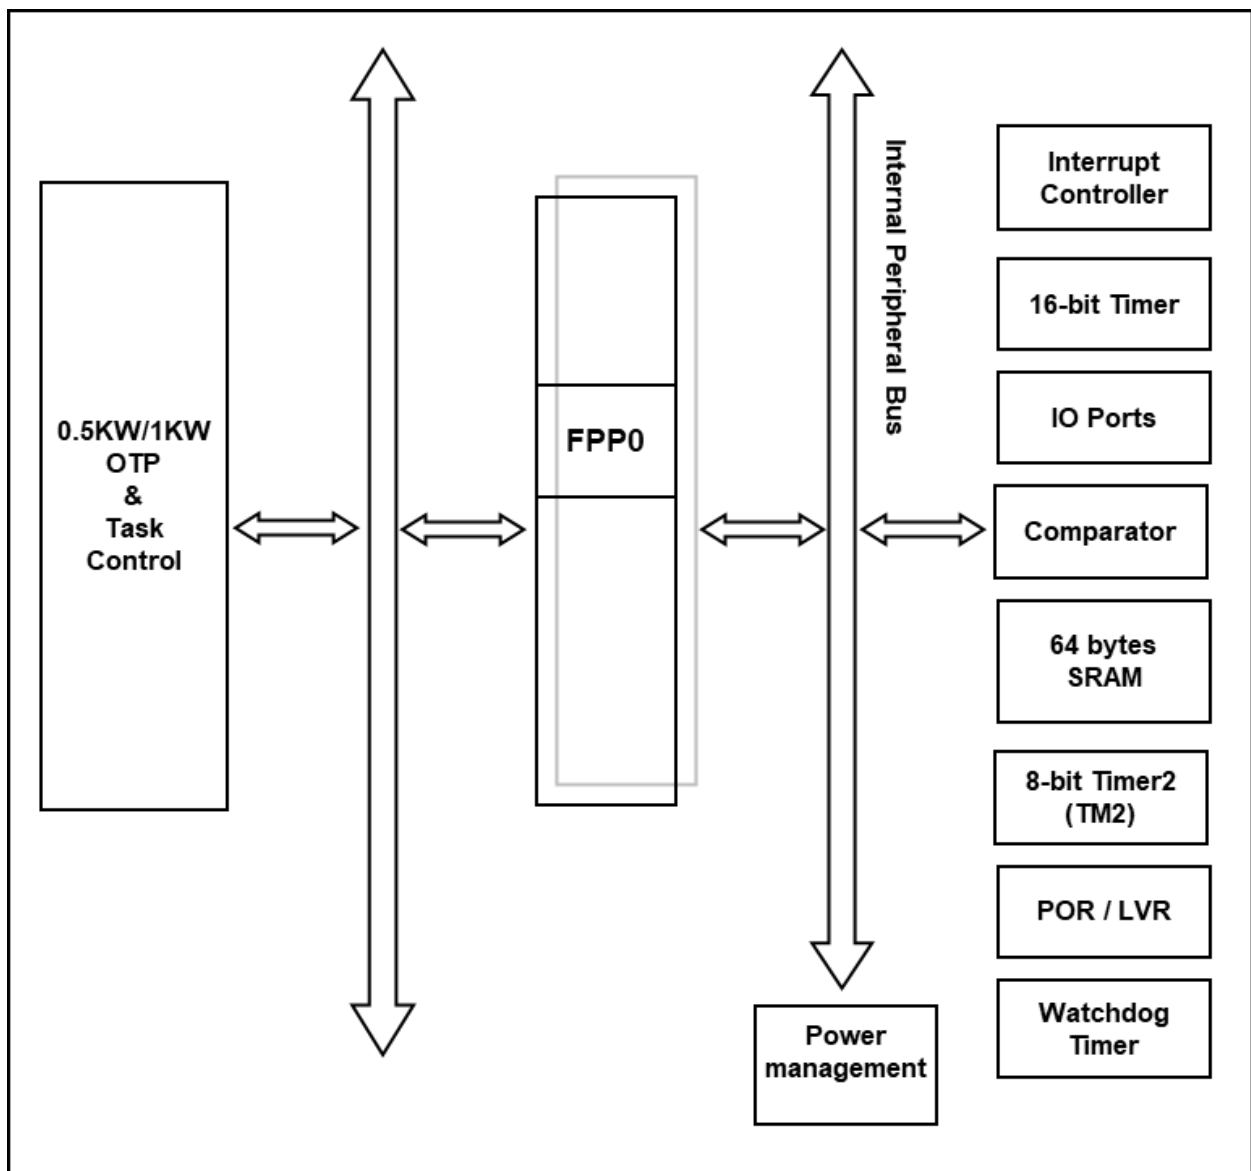 0.5KW/1KW
OTP
&
Task
Control
FPP0
Internal Peripheral Bus
Interrupt
Controller
16-bit Timer
IO Ports
Comparator
64 bytes
SRAM
8-bit Timer2
(TM2)
POR / LVR
Watchdog
Timer
Power
management